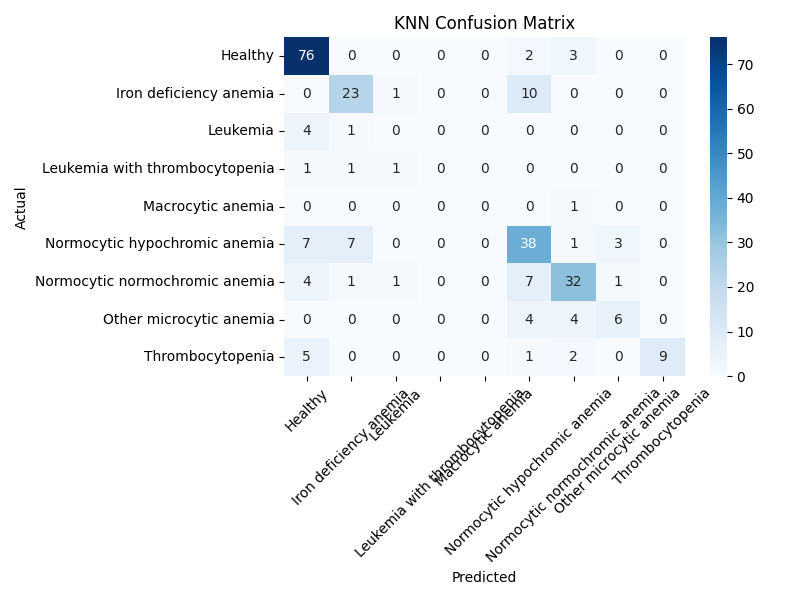 KNN Confusion Matrix
Actual
Healthy 76 0 0 0 0 2 3 0 0
Iron deficiency anemia 0 23 1 0 0 10 0 0 0
Leukemia 4 1 0 0 0 0 0 0 0
Leukemia with thrombocytopenia 1 1 1 0 0 0 0 0 0
Macrocytic anemia 0 0 0 0 0 0 1 0 0
Normocytic hypochromic anemia 7 7 0 0 0 38 1 3 0
Normocytic normochromic anemia 4 1 1 0 0 7 32 1 0
Other microcytic anemia 0 0 0 0 0 4 4 6 0
Thrombocytopenia 5 0 0 0 0 1 2 0 9
Healthy
Iron deficiency anemia
Leukemia
Leukemia with thrombocytopenia
Macrocytic anemia
Normocytic hypochromic anemia
Normocytic normochromic anemia
Other microcytic anemia
Thrombocytopenia
Predicted
70
60
50
40
30
20
10
0